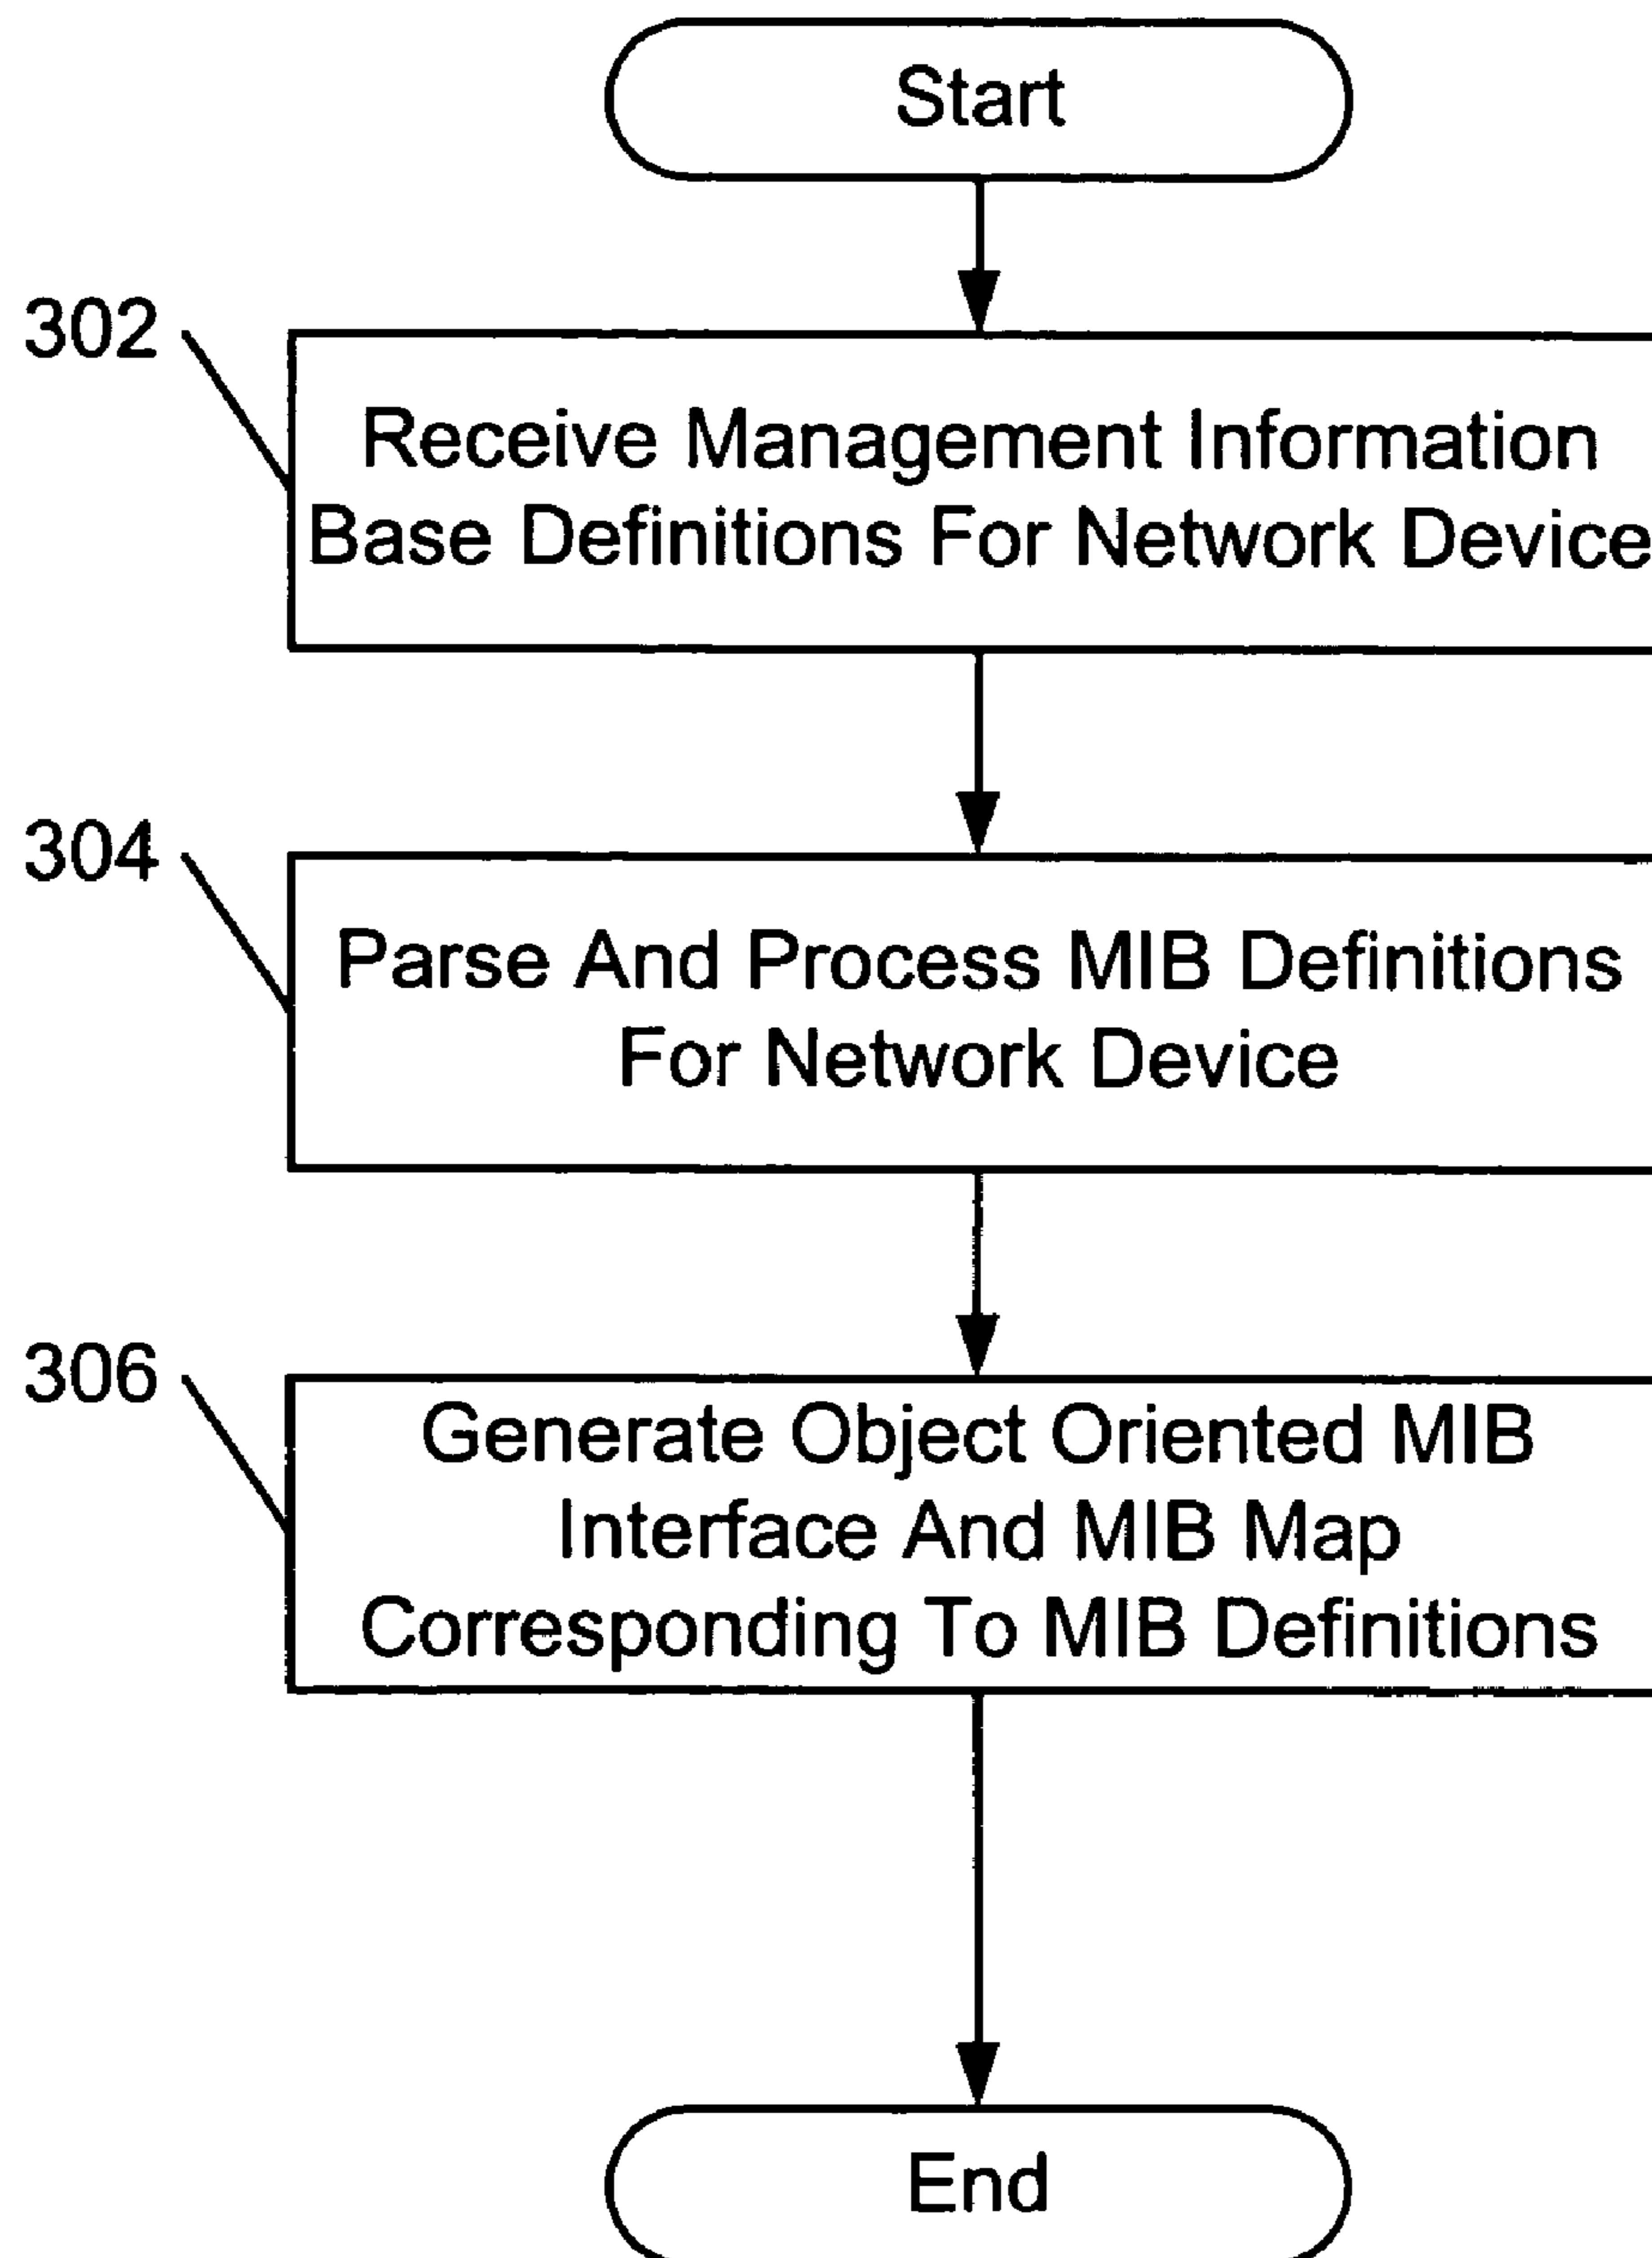 Start
302
Receive Management Information
Base Definitions For Network Device
304
Parse And Process MIB Definitions
For Network Device
306
Generate Object Oriented MIB
Interface And MIB Map
Corresponding To MIB Definitions
End